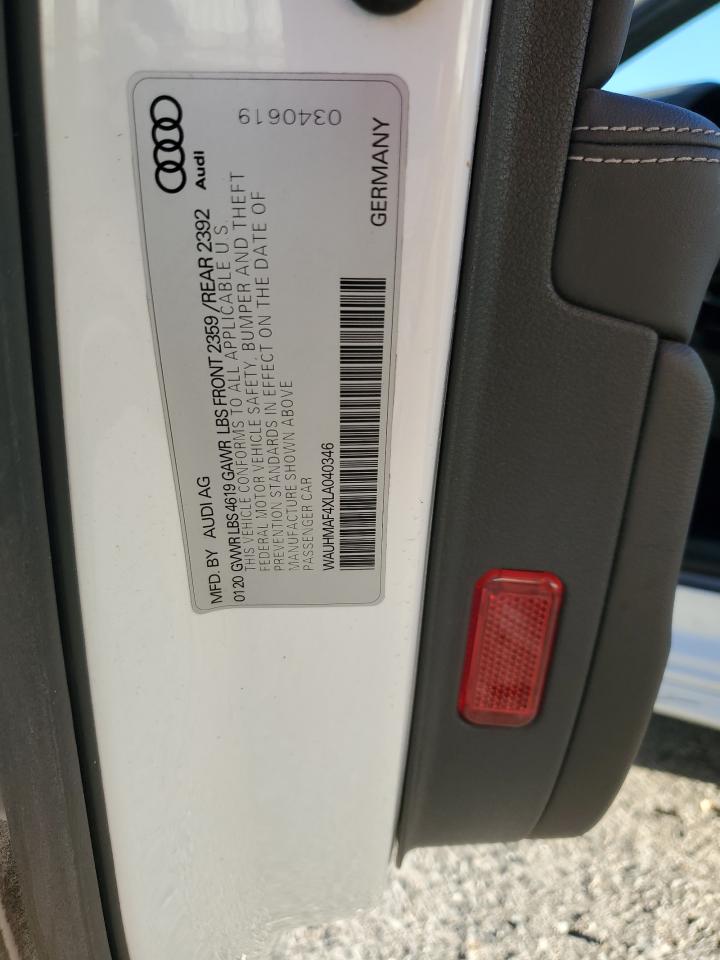 0340619
Audi
MFD. BY AUDI AG
0120 GVWR LBS 4619 GAWR LBS FRONT 2359 / REAR 2392
THIS VEHICLE CONFORMS TO ALL APPLICABLE U.S.
FEDERAL MOTOR VEHICLE SAFETY, BUMPER AND THEFT
PREVENTION STANDARDS IN EFFECT ON THE DATE OF
MANUFACTURE SHOWN ABOVE
PASSENGER CAR
WAUHMAF4XLA040346
GERMANY